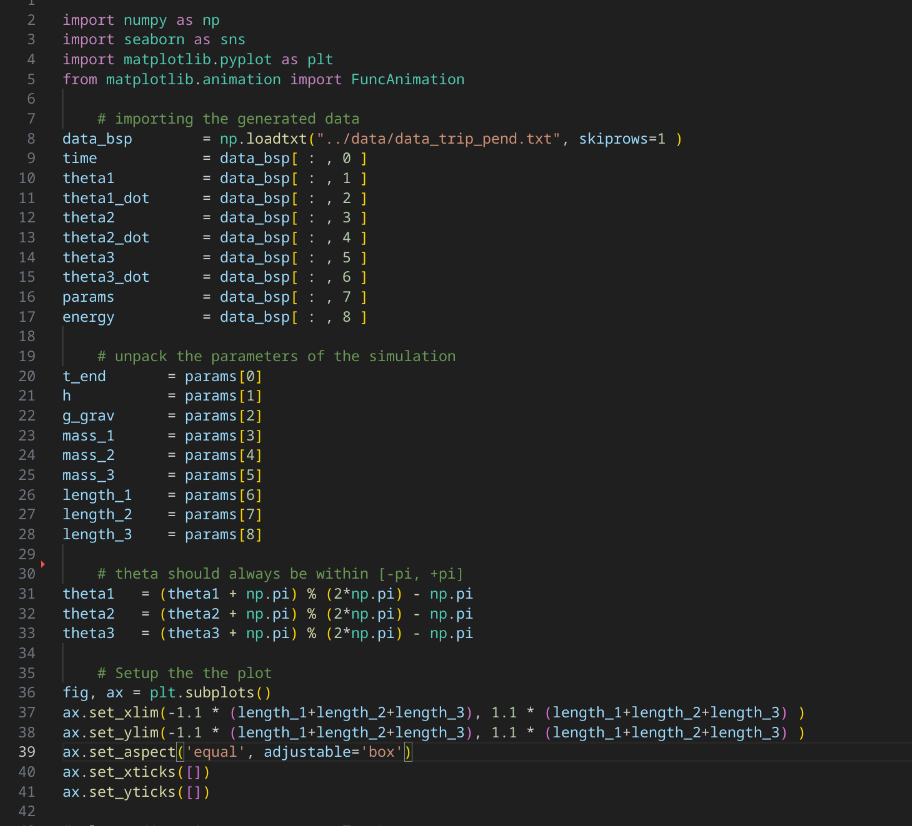 1
2 import numpy as np
3 import seaborn as sns
4 import matplotlib.pyplot as plt
5 from matplotlib.animation import FuncAnimation
6
7     # importing the generated data
8 data_bsp        = np.loadtxt("../data/data_trip_pend.txt", skiprows=1 )
9 time            = data_bsp[ : , 0 ]
10 theta1          = data_bsp[ : , 1 ]
11 theta1_dot      = data_bsp[ : , 2 ]
12 theta2          = data_bsp[ : , 3 ]
13 theta2_dot      = data_bsp[ : , 4 ]
14 theta3          = data_bsp[ : , 5 ]
15 theta3_dot      = data_bsp[ : , 6 ]
16 params          = data_bsp[ : , 7 ]
17 energy          = data_bsp[ : , 8 ]
18
19     # unpack the parameters of the simulation
20 t_end       = params[0]
21 h           = params[1]
22 g_grav      = params[2]
23 mass_1      = params[3]
24 mass_2      = params[4]
25 mass_3      = params[5]
26 length_1    = params[6]
27 length_2    = params[7]
28 length_3    = params[8]
29
30     # theta should always be within [-pi, +pi]
31 theta1   = (theta1 + np.pi) % (2*np.pi) - np.pi
32 theta2   = (theta2 + np.pi) % (2*np.pi) - np.pi
33 theta3   = (theta3 + np.pi) % (2*np.pi) - np.pi
34
35     # Setup the the plot
36 fig, ax = plt.subplots()
37 ax.set_xlim(-1.1 * (length_1+length_2+length_3), 1.1 * (length_1+length_2+length_3) )
38 ax.set_ylim(-1.1 * (length_1+length_2+length_3), 1.1 * (length_1+length_2+length_3) )
39 ax.set_aspect('equal', adjustable='box')
40 ax.set_xticks([])
41 ax.set_yticks([])
42